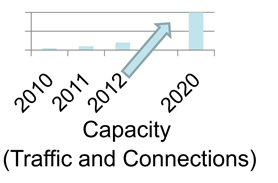 2010 2011 2012 2020
Capacity
(Traffic and Connections)